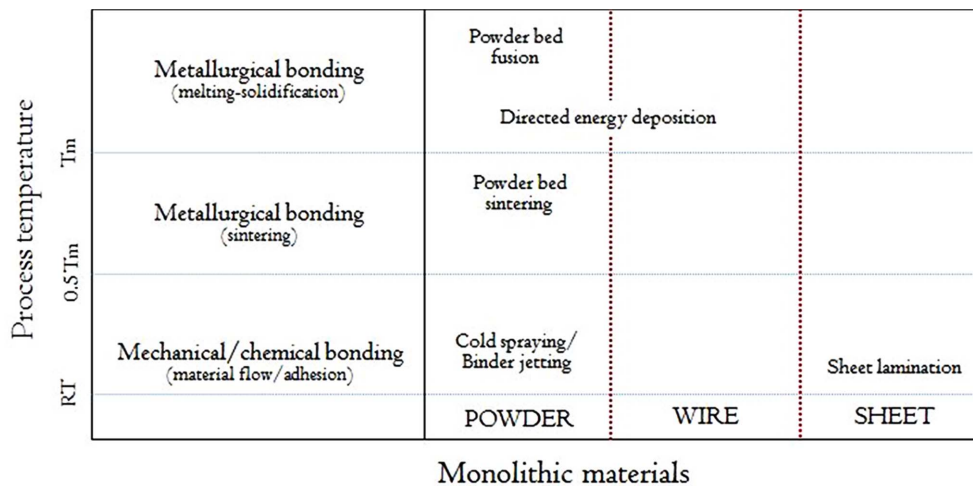 Process temperature
Tm
0.5 Tm
RT
Metallurgical bonding
(melting-solidification)
Metallurgical bonding
(sintering)
Mechanical/chemical bonding
(material flow/adhesion)
Powder bed
fusion
Directed energy deposition
Powder bed
sintering
Cold spraying/
Binder jetting
Sheet lamination
POWDER
WIRE
SHEET
Monolithic materials